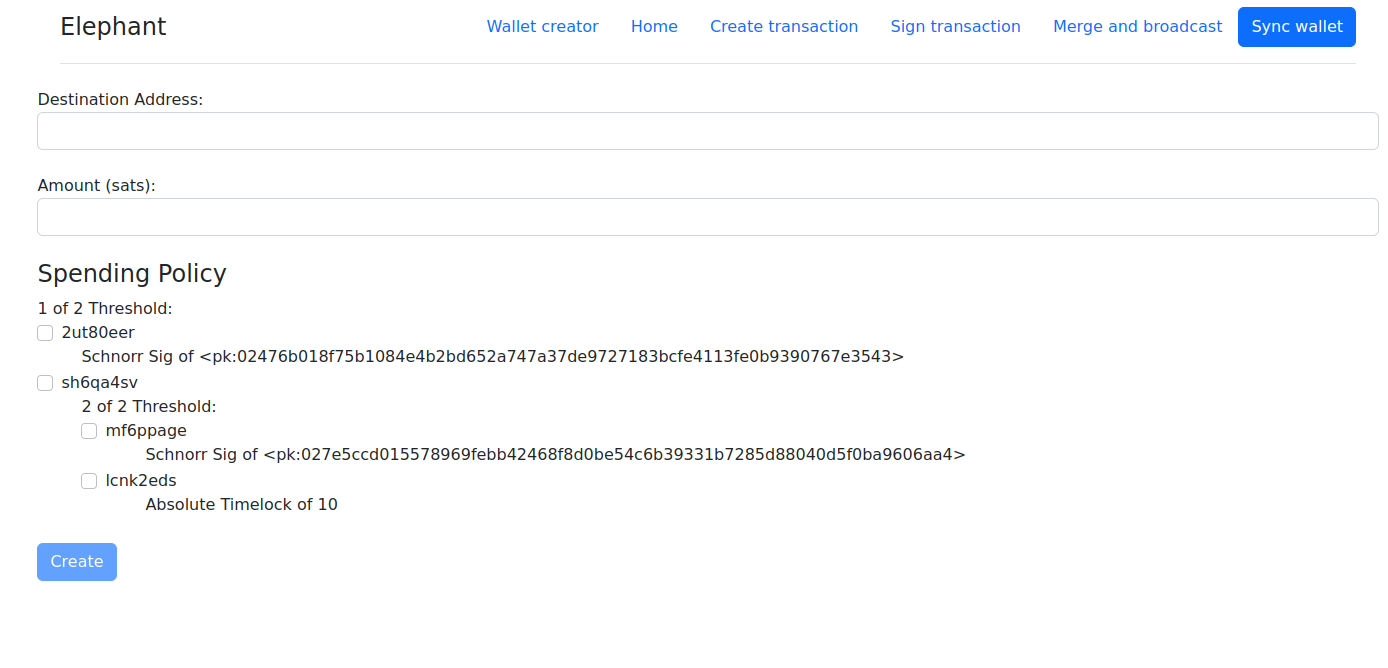 Elephant
Wallet creator
Home
Create transaction
Sign transaction
Merge and broadcast
Sync wallet
Destination Address:
Amount (sats):
Spending Policy
1 of 2 Threshold:
2ut80eer
Schnorr Sig of <pk:02476b018f75b1084e4b2bd652a747a37de9727183bcfe4113fe0b9390767e3543>
sh6qa4sv
2 of 2 Threshold:
mf6ppage
Schnorr Sig of <pk:027e5ccd015578969febb42468f8d0be54c6b39331b7285d88040d5f0ba9606aa4>
lcnk2eds
Absolute Timelock of 10
Create